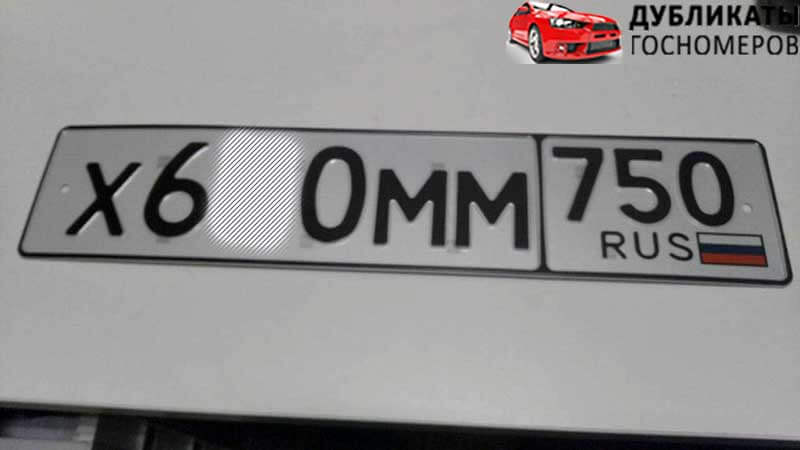 ДУБЛИКАТЫ
ГОСНОМЕРОВ
Х6 0ММ 750
RUS